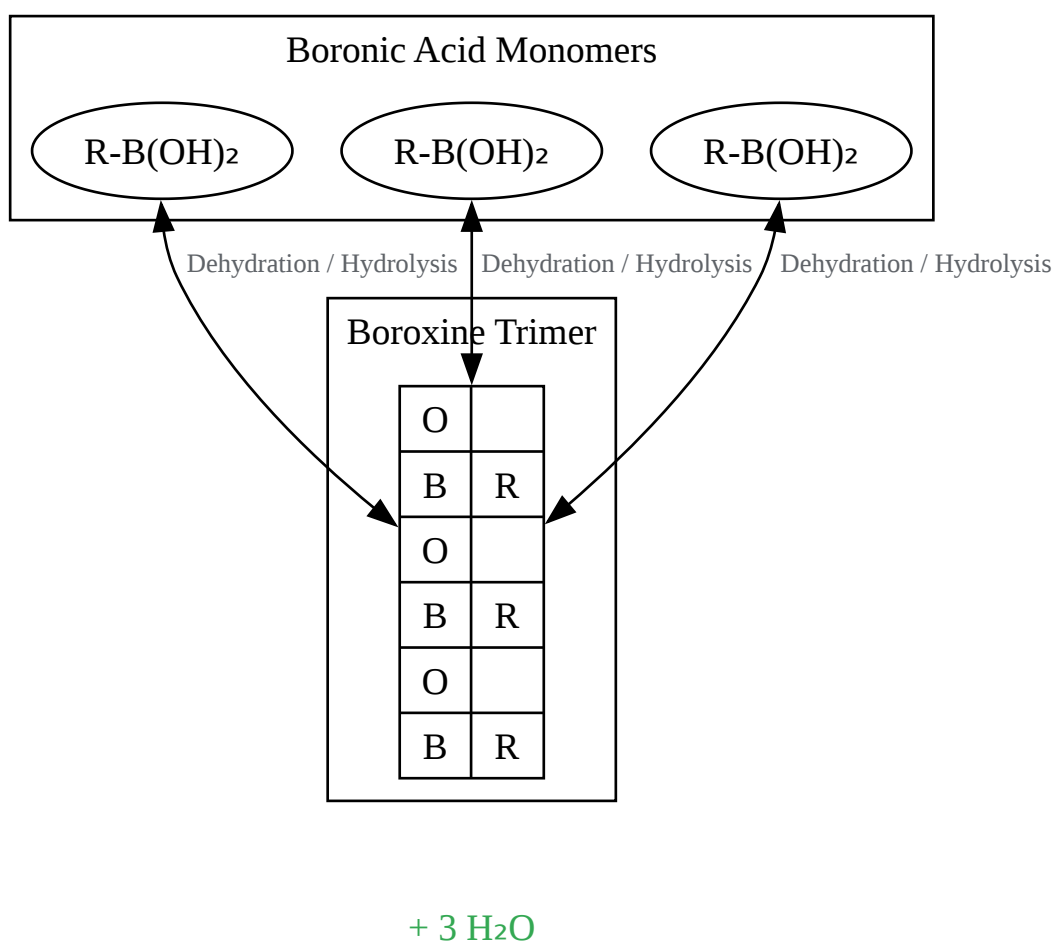 Boronic Acid Monomers
R-B(OH)₂ R-B(OH)₂ R-B(OH)₂
Dehydration / Hydrolysis Dehydration / Hydrolysis Dehydration / Hydrolysis
Boroxine Trimer
O
B R
O
B R
O
B R
+ 3 H₂O